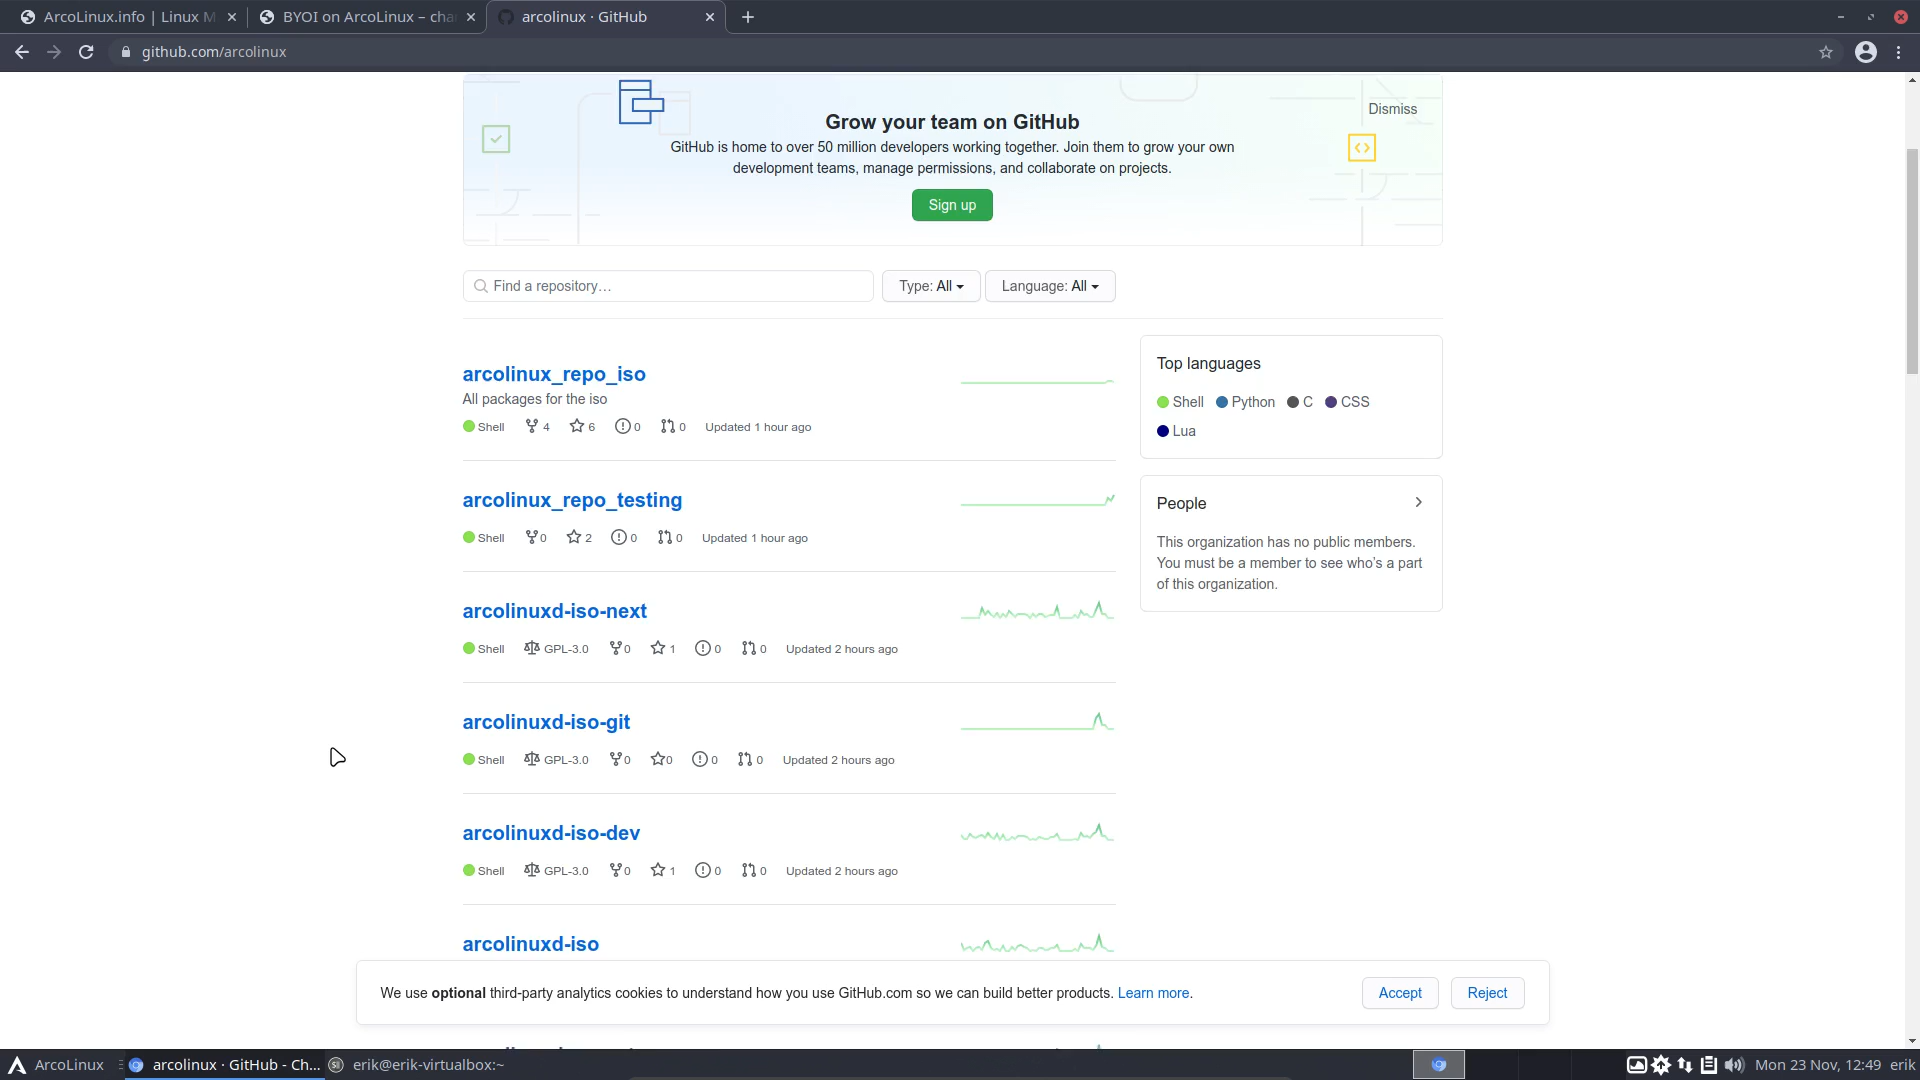 ArcoLinux.info | Linux M
BYOI on ArcoLinux – cha
arcolinux · GitHub
github.com/arcolinux
Dismiss
Grow your team on GitHub
GitHub is home to over 50 million developers working together. Join them to grow your own
development teams, manage permissions, and collaborate on projects.
Sign up
Find a repository…
Type: All
Language: All
arcolinux_repo_iso
All packages for the iso
Shell 4 6 0 0 Updated 1 hour ago
arcolinux_repo_testing
Shell 0 2 0 0 Updated 1 hour ago
arcolinuxd-iso-next
Shell GPL-3.0 0 1 0 0 Updated 2 hours ago
arcolinuxd-iso-git
Shell GPL-3.0 0 0 0 0 Updated 2 hours ago
arcolinuxd-iso-dev
Shell GPL-3.0 0 1 0 0 Updated 2 hours ago
arcolinuxd-iso
Top languages
Shell Python C CSS
Lua
People
This organization has no public members.
You must be a member to see who's a part
of this organization.
We use optional third-party analytics cookies to understand how you use GitHub.com so we can build better products. Learn more.
Accept
Reject
ArcoLinux
arcolinux · GitHub - Ch...
erik@erik-virtualbox:~
Mon 23 Nov, 12:49
erik